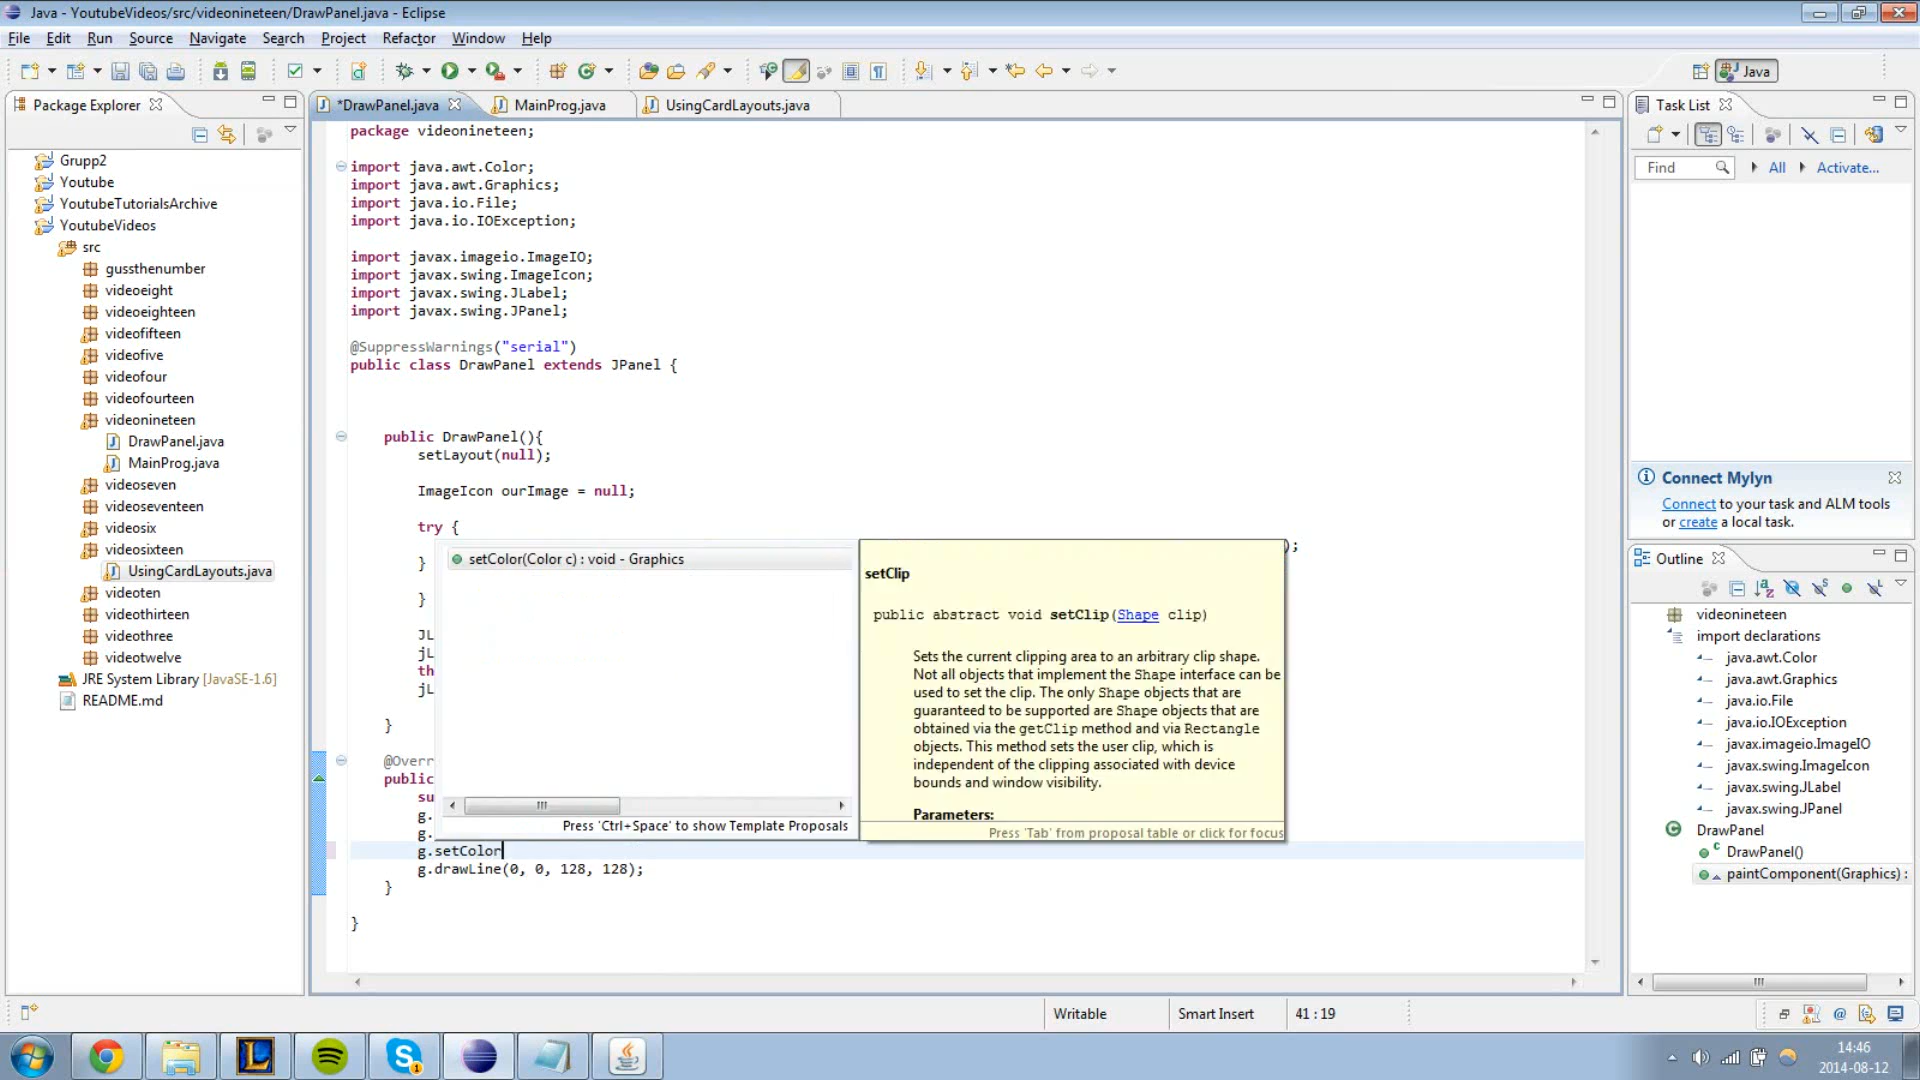 Java - YoutubeVideos/src/videonineteen/DrawPanel.java - Eclipse
File Edit Run Source Navigate Search Project Refactor Window Help
Java
Package Explorer
*DrawPanel.java
MainProg.java
UsingCardLayouts.java
Task List
Find
All
Activate...
Grupp2
Youtube
YoutubeTutorialsArchive
YoutubeVideos
src
gussthenumber
videoeight
videoeighteen
videofifteen
videofive
videofour
videofourteen
videonineteen
DrawPanel.java
MainProg.java
videoseven
videoseventeen
videosix
videosixteen
UsingCardLayouts.java
videoten
videothirteen
videothree
videotwelve
JRE System Library [JavaSE-1.6]
README.md
package videonineteen;
import java.awt.Color;
import java.awt.Graphics;
import java.io.File;
import java.io.IOException;
import javax.imageio.ImageIO;
import javax.swing.ImageIcon;
import javax.swing.JLabel;
import javax.swing.JPanel;
@SuppressWarnings("serial")
public class DrawPanel extends JPanel {
public DrawPanel(){
setLayout(null);
ImageIcon ourImage = null;
try {
);
}
}
JL
jL
th
jL
}
@Overr
public
su
g.
g.
g.setColor
g.drawLine(0, 0, 128, 128);
}
}
setColor(Color c) : void - Graphics
Press 'Ctrl+Space' to show Template Proposals
setClip
public abstract void setClip(Shape clip)
Sets the current clipping area to an arbitrary clip shape.
Not all objects that implement the Shape interface can be
used to set the clip. The only Shape objects that are
guaranteed to be supported are Shape objects that are
obtained via the getClip method and via Rectangle
objects. This method sets the user clip, which is
independent of the clipping associated with device
bounds and window visibility.
Parameters:
Press 'Tab' from proposal table or click for focus
Connect Mylyn
Connect to your task and ALM tools
or create a local task.
Outline
videonineteen
import declarations
java.awt.Color
java.awt.Graphics
java.io.File
java.io.IOException
javax.imageio.ImageIO
javax.swing.ImageIcon
javax.swing.JLabel
javax.swing.JPanel
DrawPanel
DrawPanel()
paintComponent(Graphics) :
Writable
Smart Insert
41 : 19
14:46
2014-08-12